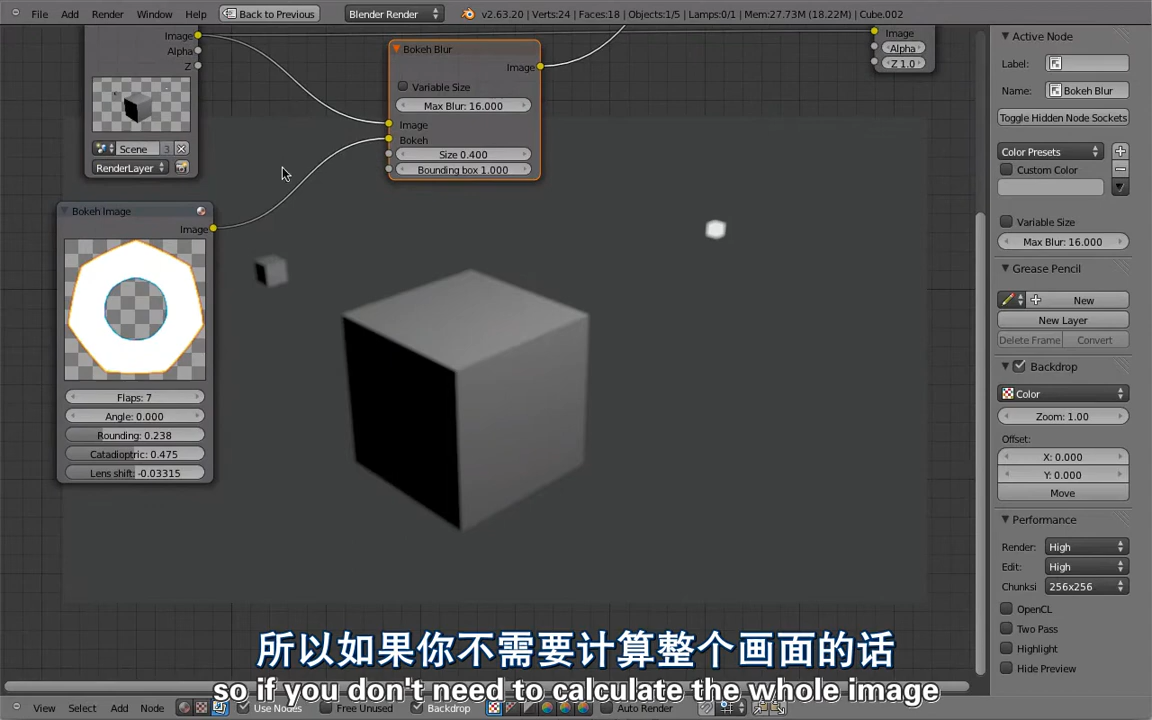 File Add Render Window Help Back to Previous Blender Render v2.63.20 | Verts:24 | Faces:18 | Objects:1/5 | Lamps:0/1 | Mem:27.73M (18.22M) | Cube.002
Image
Alpha
Z
Scene 3
RenderLayer
Bokeh Blur
Image
Variable Size
Max Blur: 16.000
Image
Bokeh
Size 0.400
Bounding box 1.000
Image
Alpha
Z 1.0
Bokeh Image
Image
Flaps: 7
Angle: 0.000
Rounding: 0.238
Catadioptric: 0.475
Lens shift: -0.03315
Active Node
Label:
Name: Bokeh Blur
Toggle Hidden Node Sockets
Color Presets
Custom Color
Variable Size
Max Blur: 16.000
Grease Pencil
New
New Layer
Delete Frame Convert
Backdrop
Color
Zoom: 1.00
Offset:
X: 0.000
Y: 0.000
Move
Performance
Render: High
Edit: High
Chunksi 256x256
OpenCL
Two Pass
Highlight
Hide Preview
所以如果你不需要计算整个画面的话
so if you don't need to calculate the whole image
View Select Add Node Use Nodes Free Unused Backdrop Auto Render